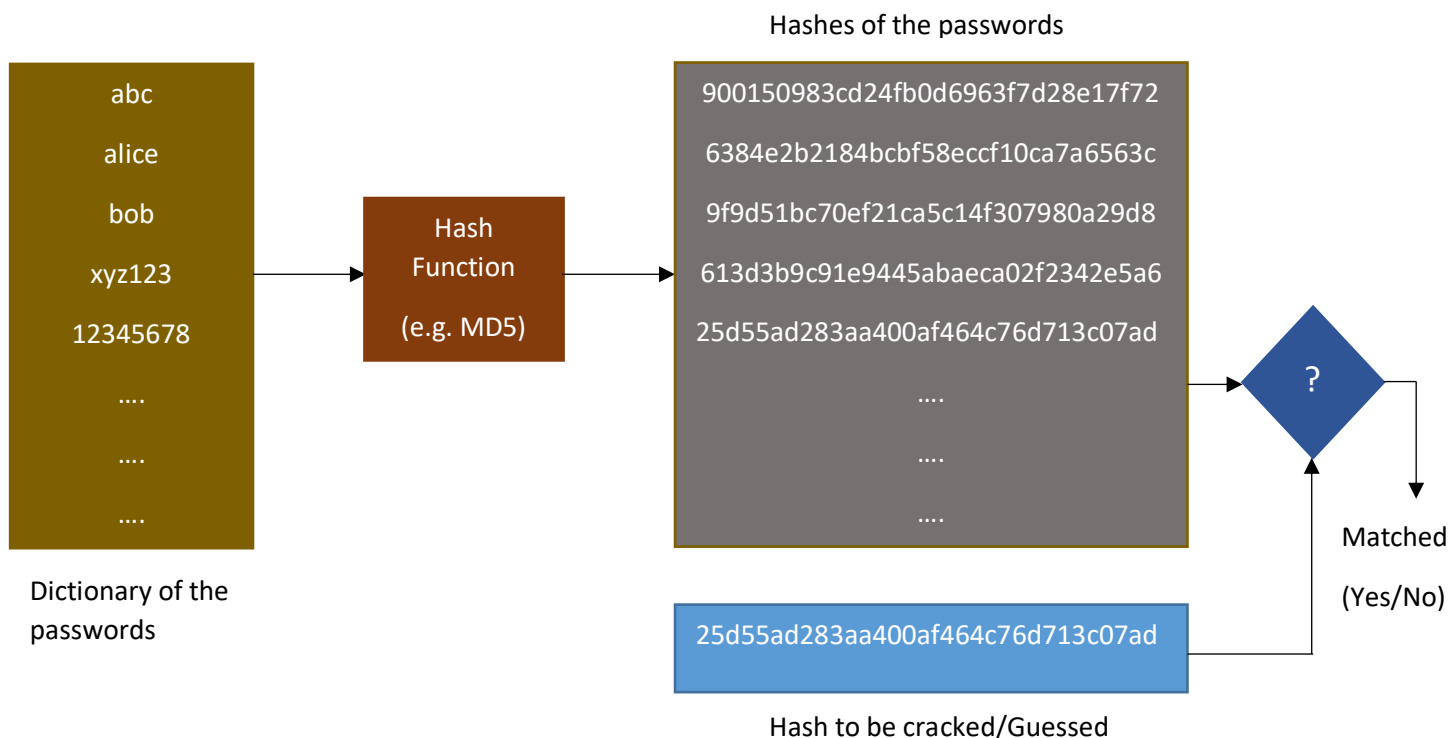 Hashes of the passwords
abc
alice
bob
xyz123
12345678
....
....
....
Dictionary of the
passwords
Hash
Function
(e.g. MD5)
900150983cd24fb0d6963f7d28e17f72
6384e2b2184bcbf58eccf10ca7a6563c
9f9d51bc70ef21ca5c14f307980a29d8
613d3b9c91e9445abaeca02f2342e5a6
25d55ad283aa400af464c76d713c07ad
....
....
....
?
Matched
(Yes/No)
25d55ad283aa400af464c76d713c07ad
Hash to be cracked/Guessed